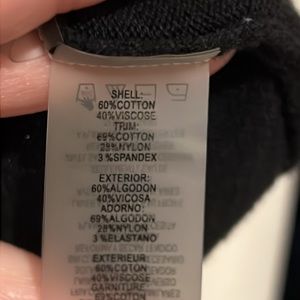 SHELL:
60%COTTON
40%VISCOSE
TRIM:
69%COTTON
28%NYLON
3%SPANDEX
EXTERIOR:
60%ALGODON
40%VISCOSA
ADORNO:
69%ALGODON
28%NYLON
3%ELASTANO
EXTERIEUR
60%COTON
40%VISCOSE
GARNITURE